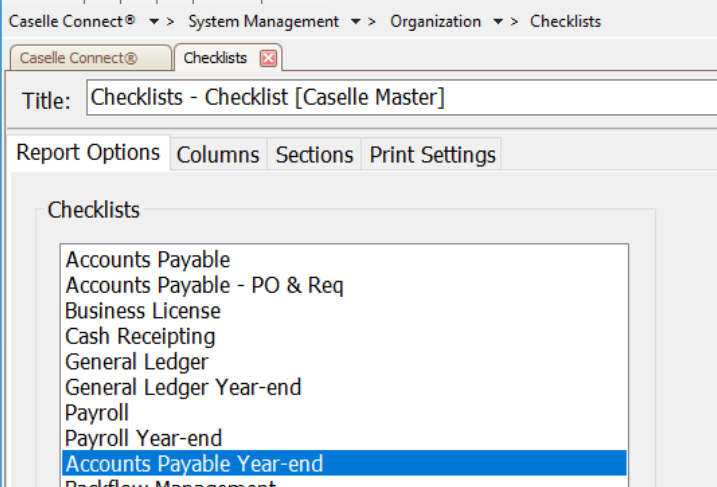 Caselle Connect® > System Management > Organization > Checklists
Caselle Connect® Checklists
Title: Checklists - Checklist [Caselle Master]
Report Options Columns Sections Print Settings
Checklists
Accounts Payable
Accounts Payable - PO & Req
Business License
Cash Receipting
General Ledger
General Ledger Year-end
Payroll
Payroll Year-end
Accounts Payable Year-end
Backflow Management